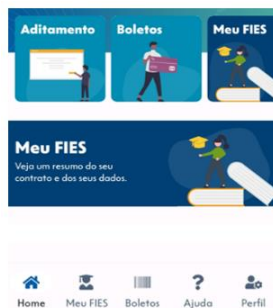 Aditamento
Boletos
Meu FIES
Meu FIES
Veja um resumo do seu
contrato e dos seus dados.
Home
Meu FIES
Boletos
Ajuda
Perfil